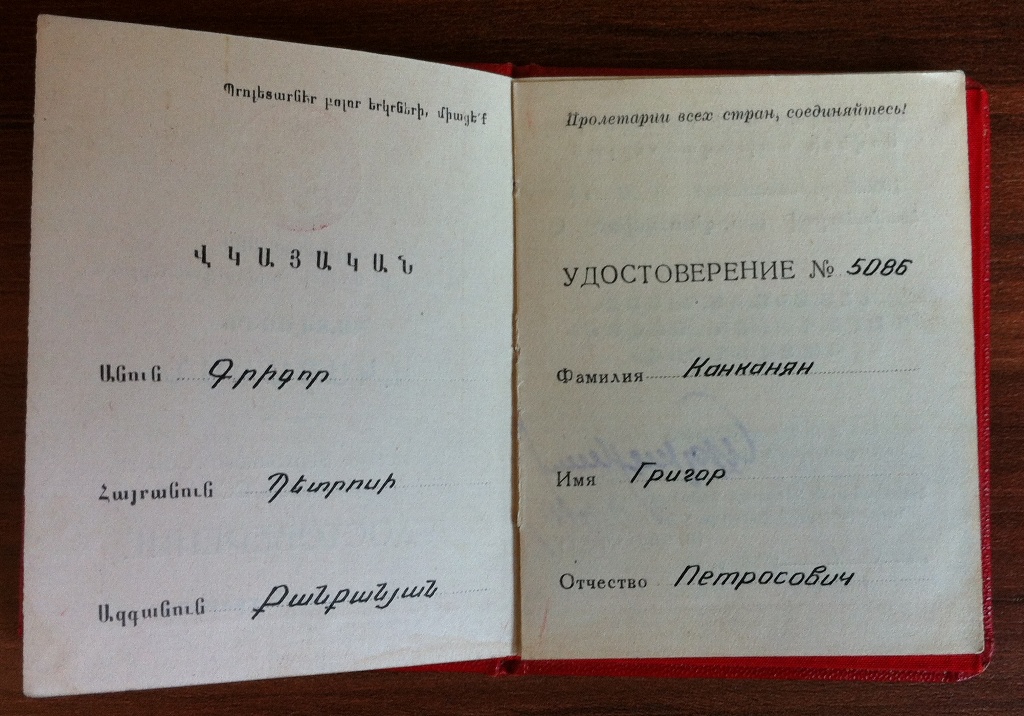 Պրոլետարներ բոլոր երկրների, միացե՛ք
ՎԿԱՅԱԿԱՆ
Անուն Գրիգոր
Հայրանուն Պետրոսի
Ազգանուն Քանքանյան
Пролетарии всех стран, соединяйтесь!
УДОСТОВЕРЕНИЕ № 5086
Фамилия Канканян
Имя Григор
Отчество Петросович